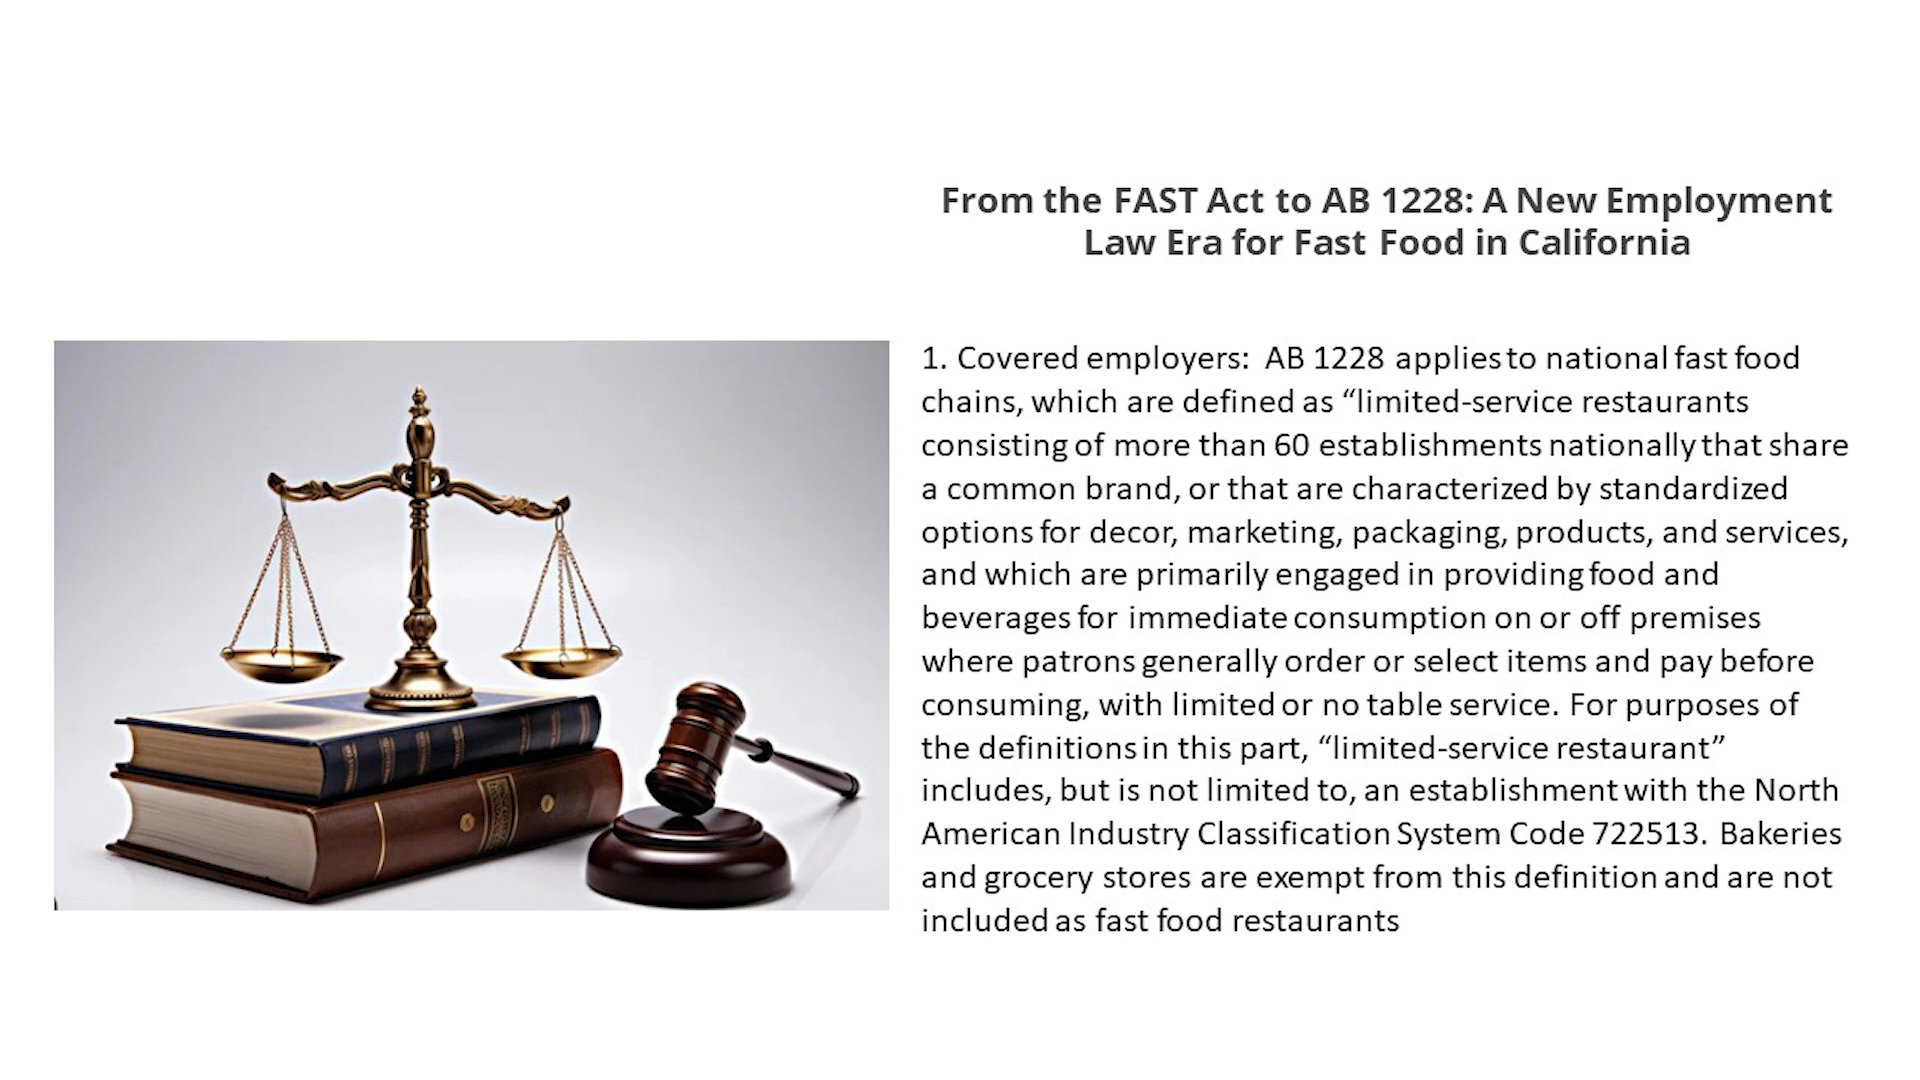 From the FAST Act to AB 1228: A New Employment
Law Era for Fast Food in California
1. Covered employers:  AB 1228 applies to national fast food
chains, which are defined as “limited-service restaurants
consisting of more than 60 establishments nationally that share
a common brand, or that are characterized by standardized
options for decor, marketing, packaging, products, and services,
and which are primarily engaged in providing food and
beverages for immediate consumption on or off premises
where patrons generally order or select items and pay before
consuming, with limited or no table service. For purposes of
the definitions in this part, “limited-service restaurant”
includes, but is not limited to, an establishment with the North
American Industry Classification System Code 722513. Bakeries
and grocery stores are exempt from this definition and are not
included as fast food restaurants